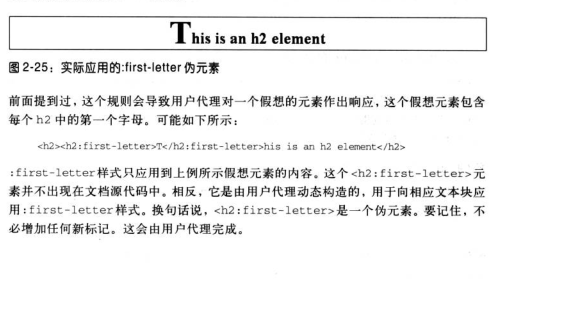 This is an h2 element
图 2-25：实际应用的:first-letter 伪元素
前面提到过，这个规则会导致用户代理对一个假想的元素作出响应，这个假想元素包含
每个 h2 中的第一个字母。可能如下所示：
<h2><h2:first-letter>T</h2:first-letter>his is an h2 element</h2>
:first-letter样式只应用到上例所示假想元素的内容。这个<h2:first-letter>元
素并不出现在文档源代码中。相反，它是由用户代理动态构造的，用于向相应文本块应
用:first-letter样式。换句话说，<h2:first-letter>是一个伪元素。要记住，不
必增加任何新标记。这会由用户代理完成。